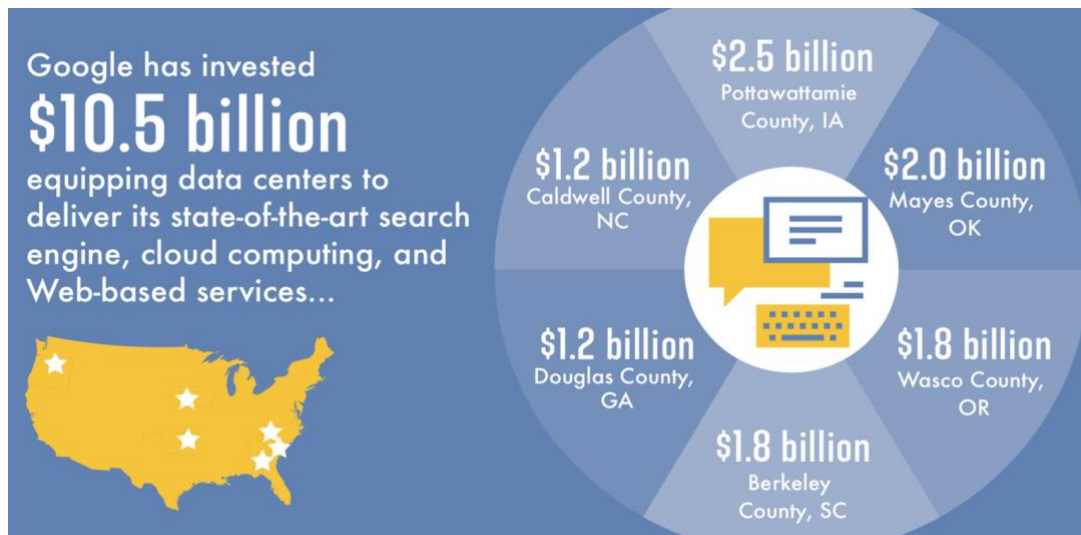 Google has invested
$10.5 billion
equipping data centers to
deliver its state-of-the-art search
engine, cloud computing, and
Web-based services...
$2.5 billion
Pottawattamie
County, IA
$2.0 billion
Mayes County,
OK
$1.8 billion
Wasco County,
OR
$1.8 billion
Berkeley
County, SC
$1.2 billion
Douglas County,
GA
$1.2 billion
Caldwell County,
NC